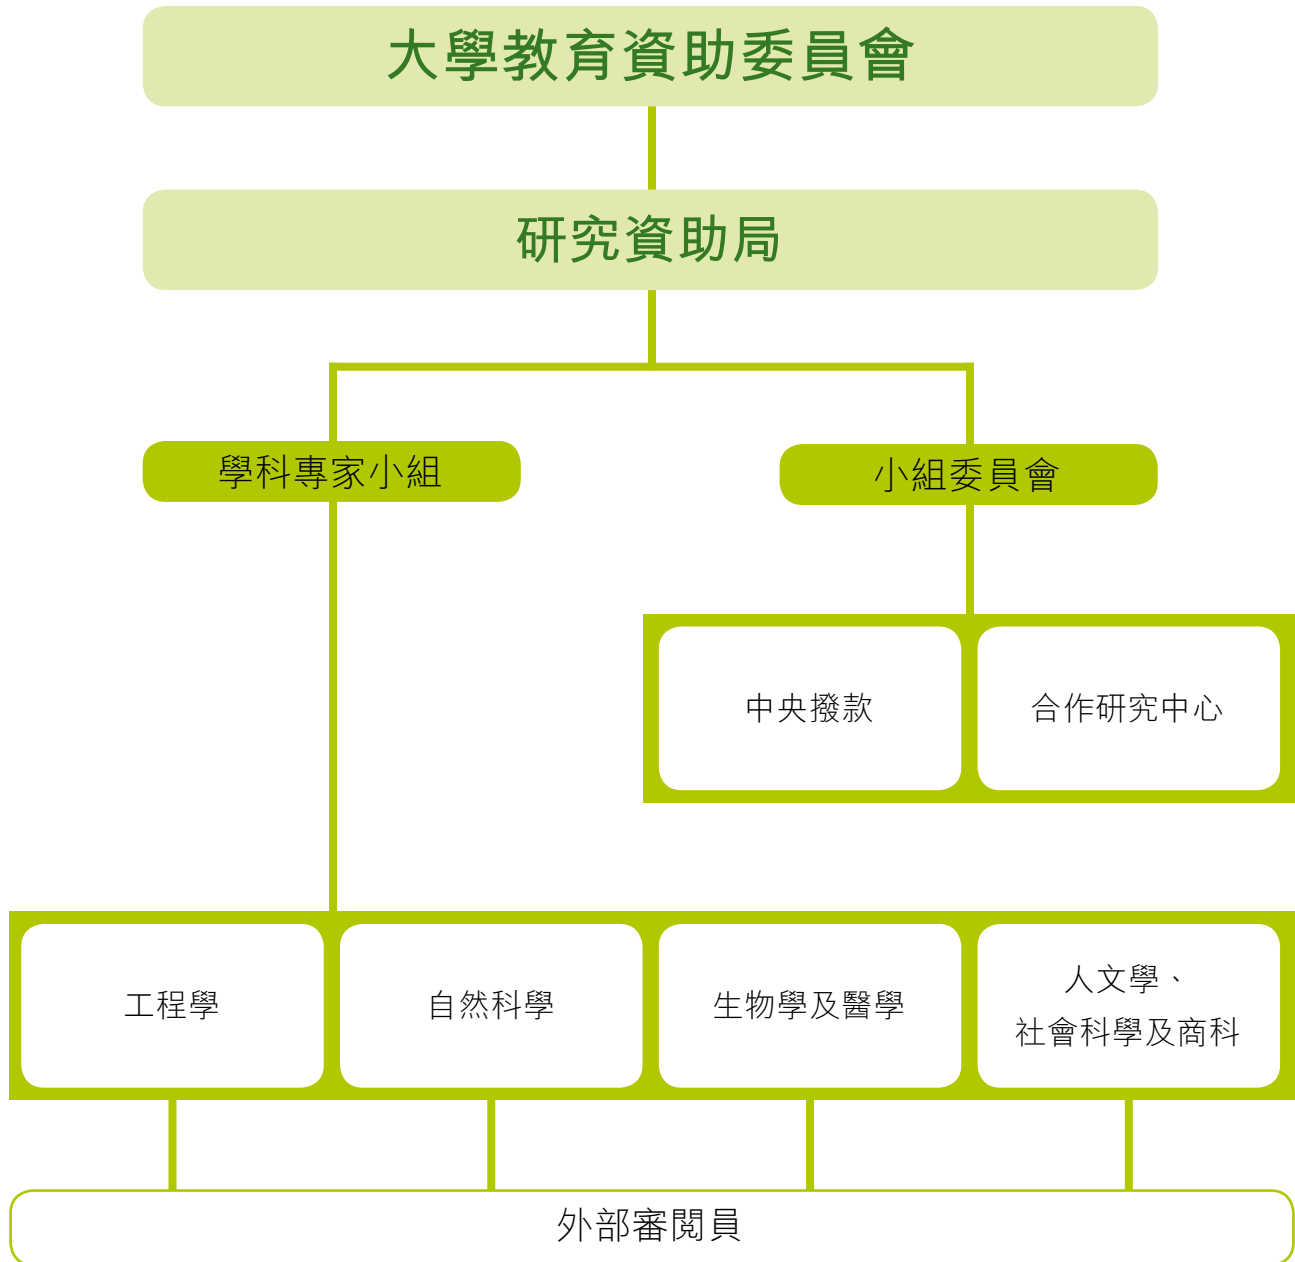 大學教育資助委員會
研究資助局
學科專家小組
小組委員會
中央撥款
合作研究中心
工程學
自然科學
生物學及醫學
人文學、
社會科學及商科
外部審閱員